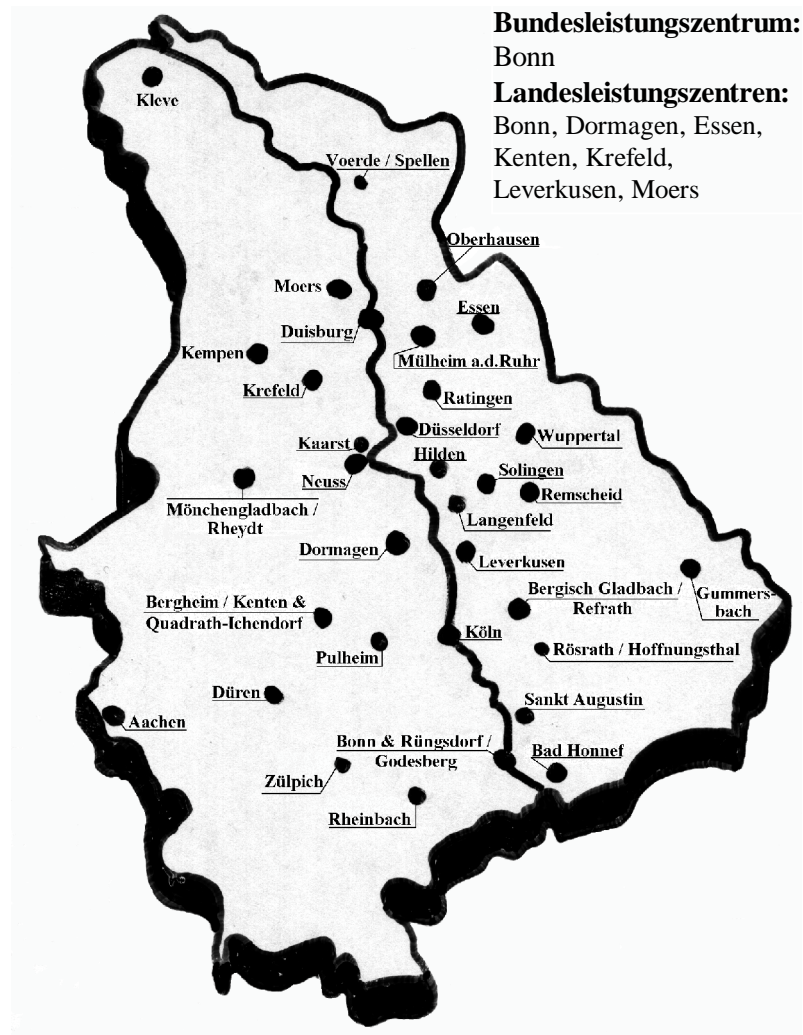 Bundesleistungszentrum:
Bonn
Landesleistungszentren:
Bonn, Dormagen, Essen,
Kenten, Krefeld,
Leverkusen, Moers
Kleve
Voerde / Spellen
Oberhausen
Moers
Essen
Duisburg
Kempen
Mülheim a.d.Ruhr
Krefeld
Ratingen
Kaarst
Düsseldorf
Wuppertal
Hilden
Neuss
Solingen
Remscheid
Mönchengladbach /
Rheydt
Langenfeld
Dormagen
Leverkusen
Bergheim / Kenten &
Quadrath-Ichendorf
Bergisch Gladbach /
Refrath
Gummers-
bach
Köln
Pulheim
Rösrath / Hoffnungsthal
Düren
Sankt Augustin
Aachen
Bonn & Rüngsdorf /
Godesberg
Bad Honnef
Zülpich
Rheinbach